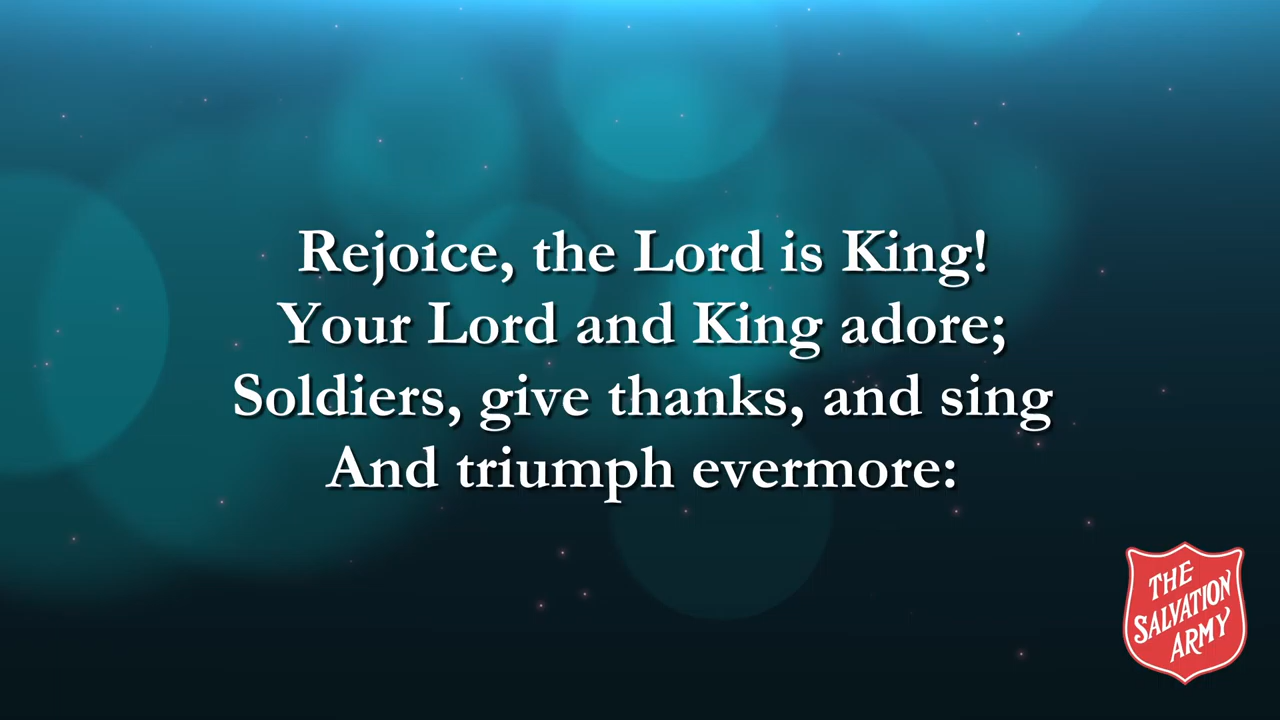 Rejoice, the Lord is King!
Your Lord and King adore;
Soldiers, give thanks, and sing
And triumph evermore:
THE
SALVATION
ARMY